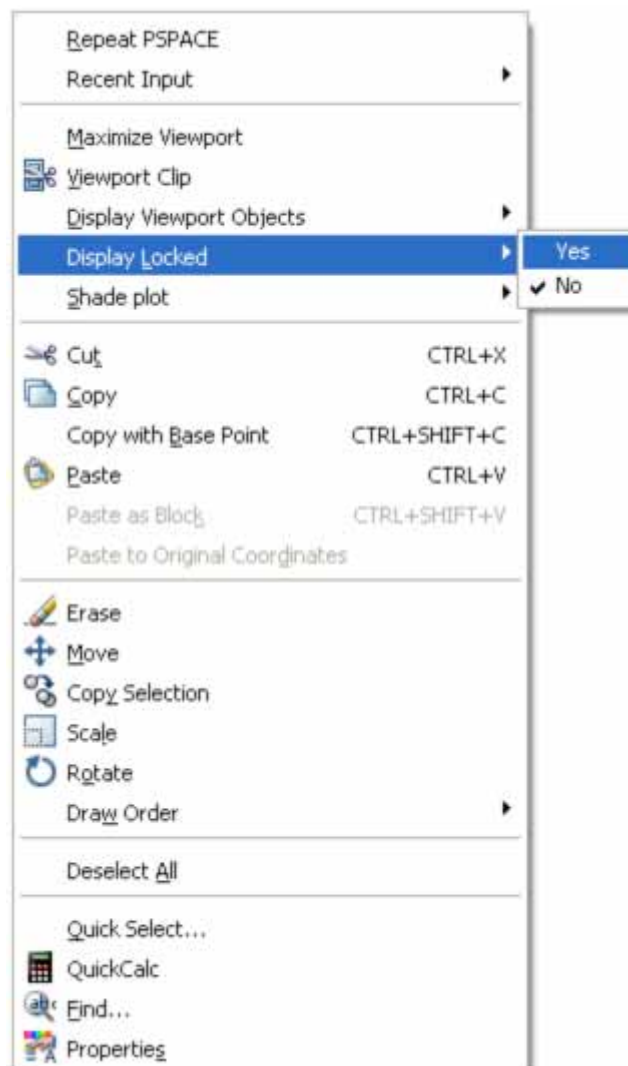 Repeat PSPACE
Recent Input
Maximize Viewport
Viewport Clip
Display Viewport Objects
Display Locked
Yes
Shade plot
No
Cut CTRL+X
Copy CTRL+C
Copy with Base Point CTRL+SHIFT+C
Paste CTRL+V
Paste as Block CTRL+SHIFT+V
Paste to Original Coordinates
Erase
Move
Copy Selection
Scale
Rotate
Draw Order
Deselect All
Quick Select...
QuickCalc
Find...
Properties